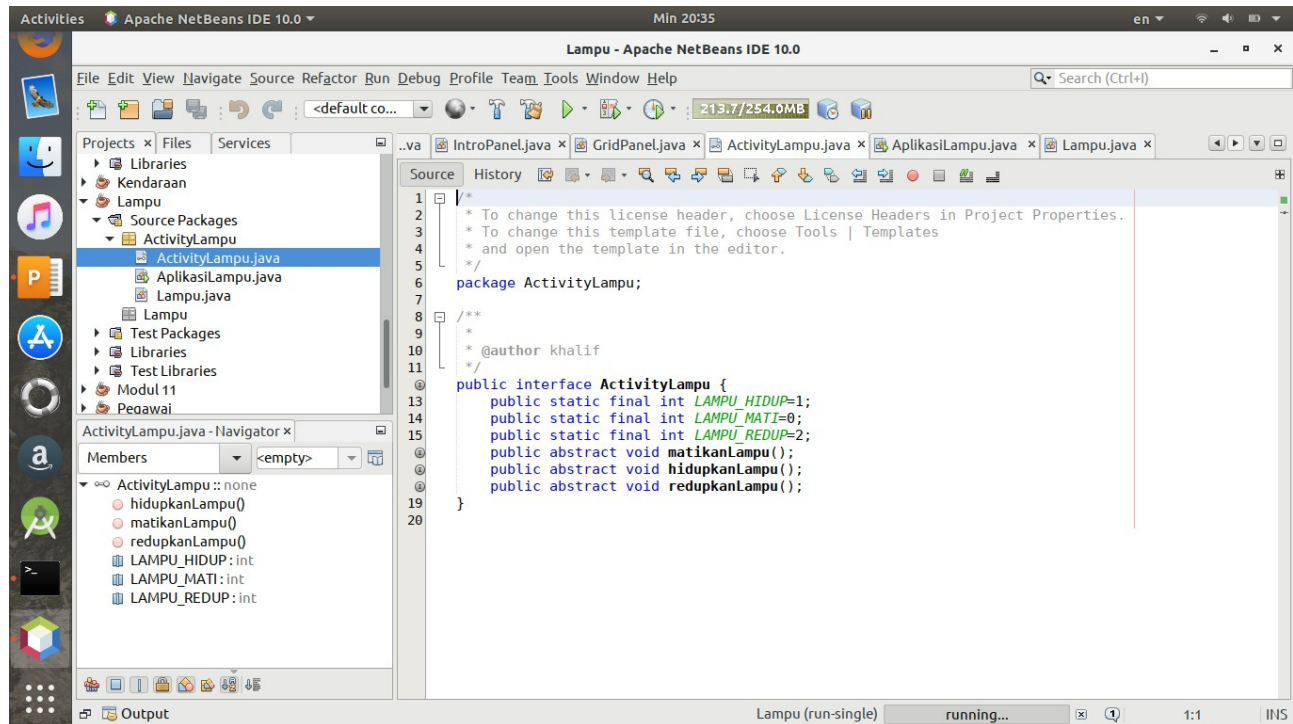 Activities Apache NetBeans IDE 10.0 Min 20:35 en
Lampu - Apache NetBeans IDE 10.0
File Edit View Navigate Source Refactor Run Debug Profile Team Tools Window Help Search (Ctrl+I)
<default co... 213.7/254.0MB
Projects Files Services
Libraries
Kendaraan
Lampu
Source Packages
ActivityLampu
ActivityLampu.java
AplikasiLampu.java
Lampu.java
Lampu
Test Packages
Libraries
Test Libraries
Modul 11
Pegawai
ActivityLampu.java - Navigator
Members <empty>
ActivityLampu :: none
hidupkanLampu()
matikanLampu()
redupkanLampu()
LAMPU_HIDUP : int
LAMPU_MATI : int
LAMPU_REDUP : int
..va IntroPanel.java GridPanel.java ActivityLampu.java AplikasiLampu.java Lampu.java
Source History
1 /*
2 * To change this license header, choose License Headers in Project Properties.
3 * To change this template file, choose Tools | Templates
4 * and open the template in the editor.
5 */
6 package ActivityLampu;
7
8 /**
9 *
10 * @author khalif
11 */
public interface ActivityLampu {
13 public static final int LAMPU_HIDUP=1;
14 public static final int LAMPU_MATI=0;
15 public static final int LAMPU_REDUP=2;
public abstract void matikanLampu();
public abstract void hidupkanLampu();
public abstract void redupkanLampu();
19 }
20
Output Lampu (run-single) running... 1 1:1 INS